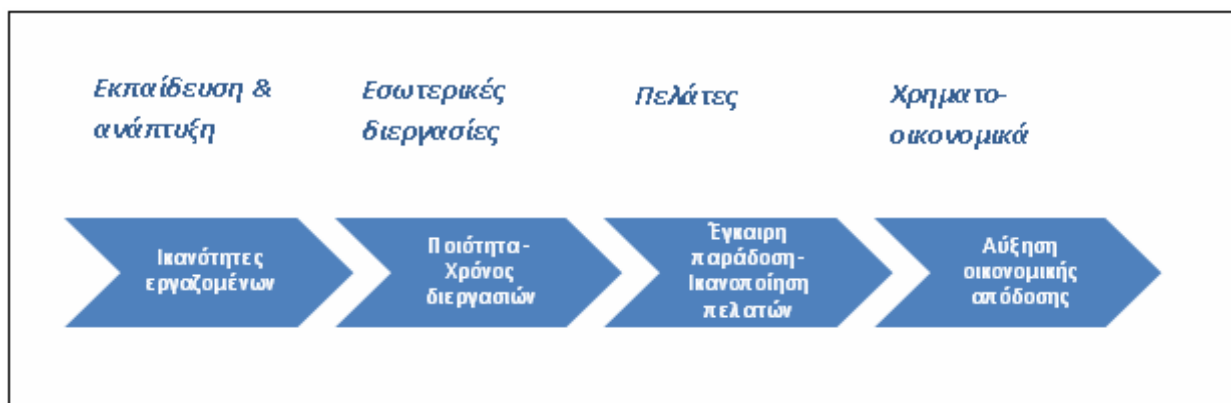 Εκπαίδευση &
ανάπτυξη
Εσωτερικές
διεργασίες
Πελάτες
Χρηματο-
οικονομικά
Ικανότητες
εργαζομένων
Ποιότητα-
Χρόνος
διεργασιών
Έγκαιρη
παράδοση-
Ικανοποίηση
πελατών
Αύξηση
οικονομικής
απόδοσης